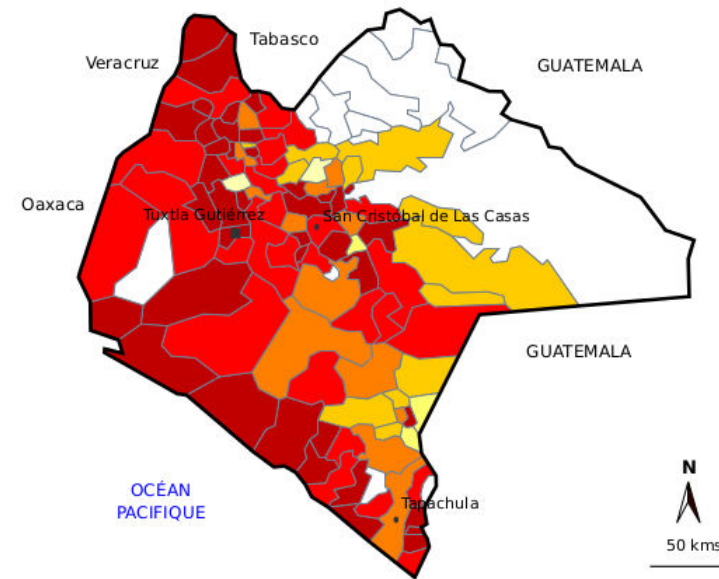 Tabasco
Veracruz
GUATEMALA
Oaxaca
Tuxtla Gutiérrez
San Cristóbal de Las Casas
GUATEMALA
OCÉAN
PACIFIQUE
Tapachula
N
50 kms